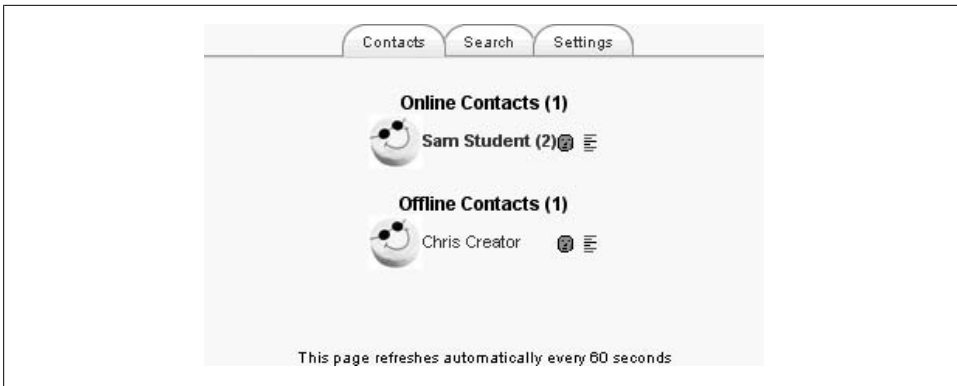 Contacts Search Settings
Online Contacts (1)
Sam Student (2)
Offline Contacts (1)
Chris Creator
This page refreshes automatically every 60 seconds